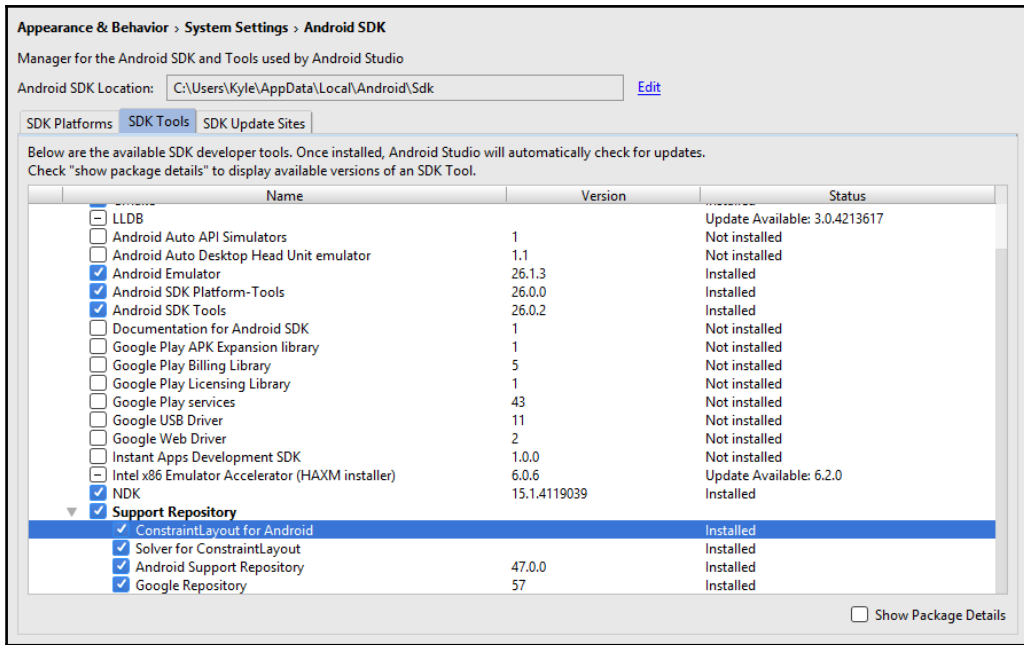 Appearance & Behavior › System Settings › Android SDK
Manager for the Android SDK and Tools used by Android Studio
Android SDK Location: C:\Users\Kyle\AppData\Local\Android\Sdk Edit
SDK Platforms SDK Tools SDK Update Sites
Below are the available SDK developer tools. Once installed, Android Studio will automatically check for updates.
Check "show package details" to display available versions of an SDK Tool.
Name Version Status
LLDB Update Available: 3.0.4213617
Android Auto API Simulators 1 Not installed
Android Auto Desktop Head Unit emulator 1.1 Not installed
Android Emulator 26.1.3 Installed
Android SDK Platform-Tools 26.0.0 Installed
Android SDK Tools 26.0.2 Installed
Documentation for Android SDK 1 Not installed
Google Play APK Expansion library 1 Not installed
Google Play Billing Library 5 Not installed
Google Play Licensing Library 1 Not installed
Google Play services 43 Not installed
Google USB Driver 11 Not installed
Google Web Driver 2 Not installed
Instant Apps Development SDK 1.0.0 Not installed
Intel x86 Emulator Accelerator (HAXM installer) 6.0.6 Update Available: 6.2.0
NDK 15.1.4119039 Installed
Support Repository
ConstraintLayout for Android Installed
Solver for ConstraintLayout Installed
Android Support Repository 47.0.0 Installed
Google Repository 57 Installed
Show Package Details